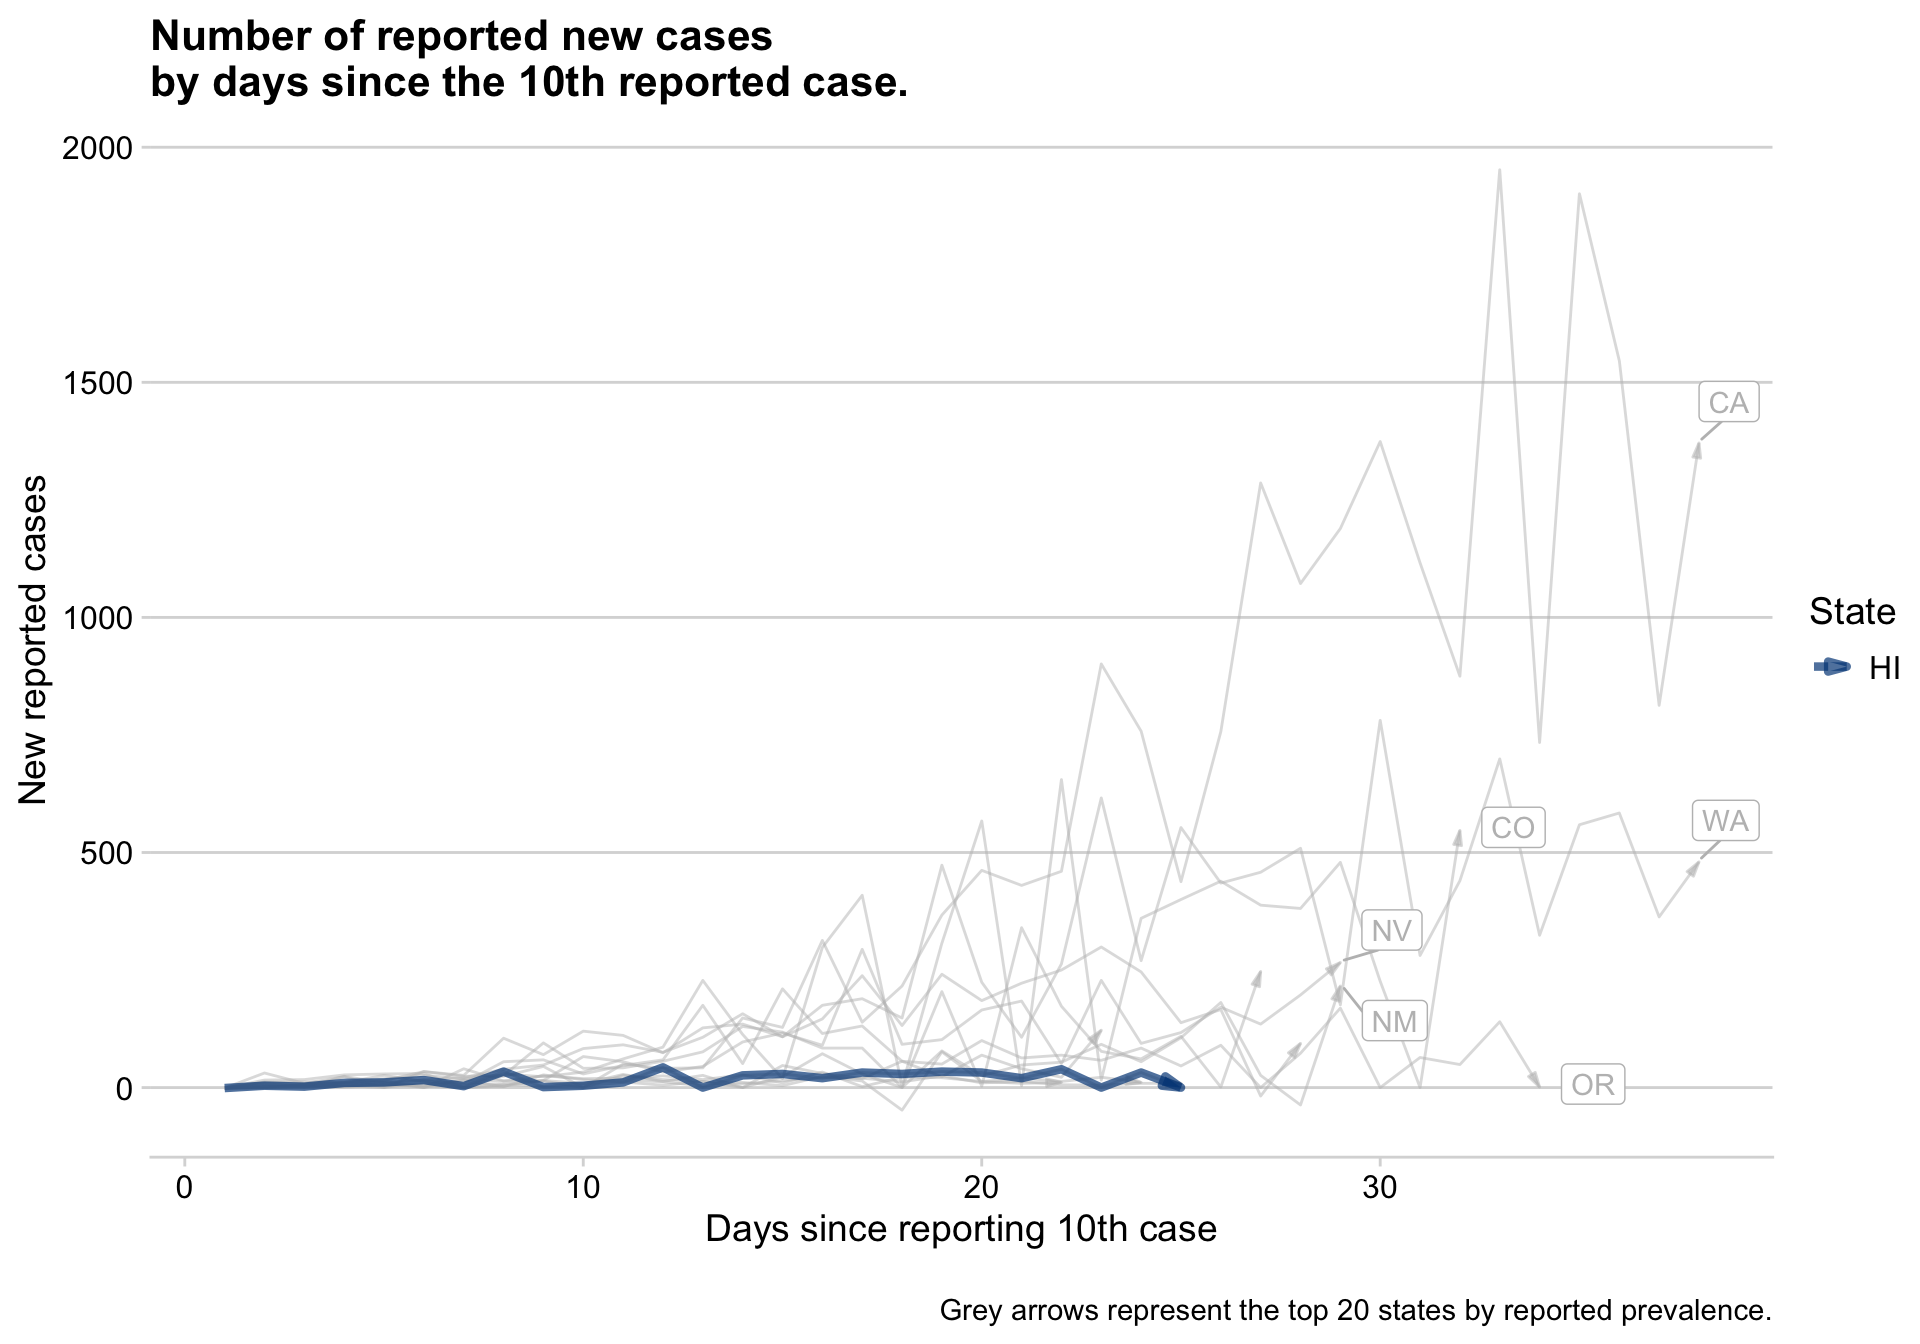 Number of reported new cases
by days since the 10th reported case.
2000
1500
1000
500
0
New reported cases
CA
WA
CO
NV
NM
OR
State
HI
0 10 20 30
Days since reporting 10th case
Grey arrows represent the top 20 states by reported prevalence.